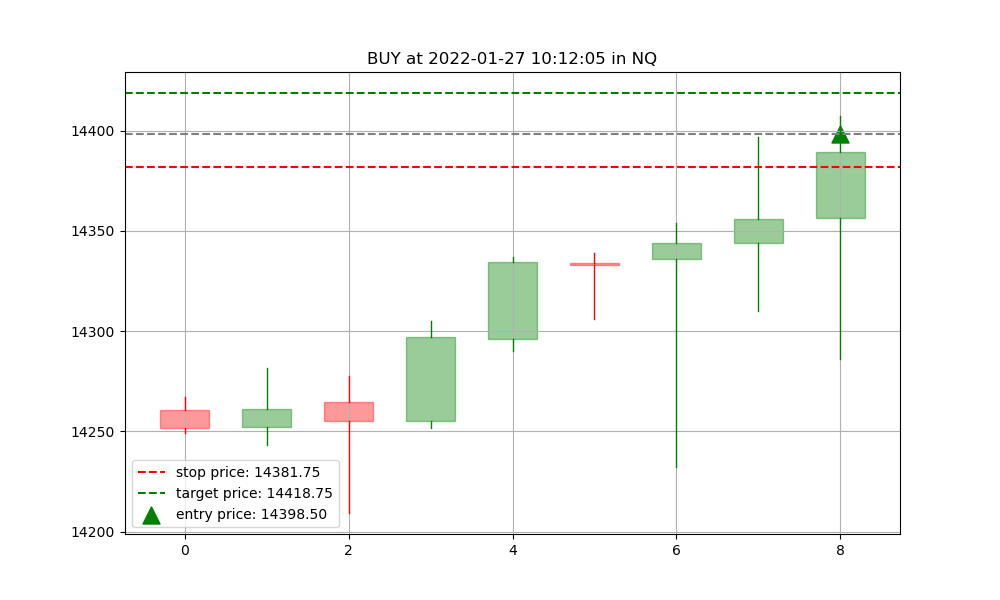 BUY at 2022-01-27 10:12:05 in NQ
14400
14350
14300
14250
14200
stop price: 14381.75
target price: 14418.75
entry price: 14398.50
0 2 4 6 8